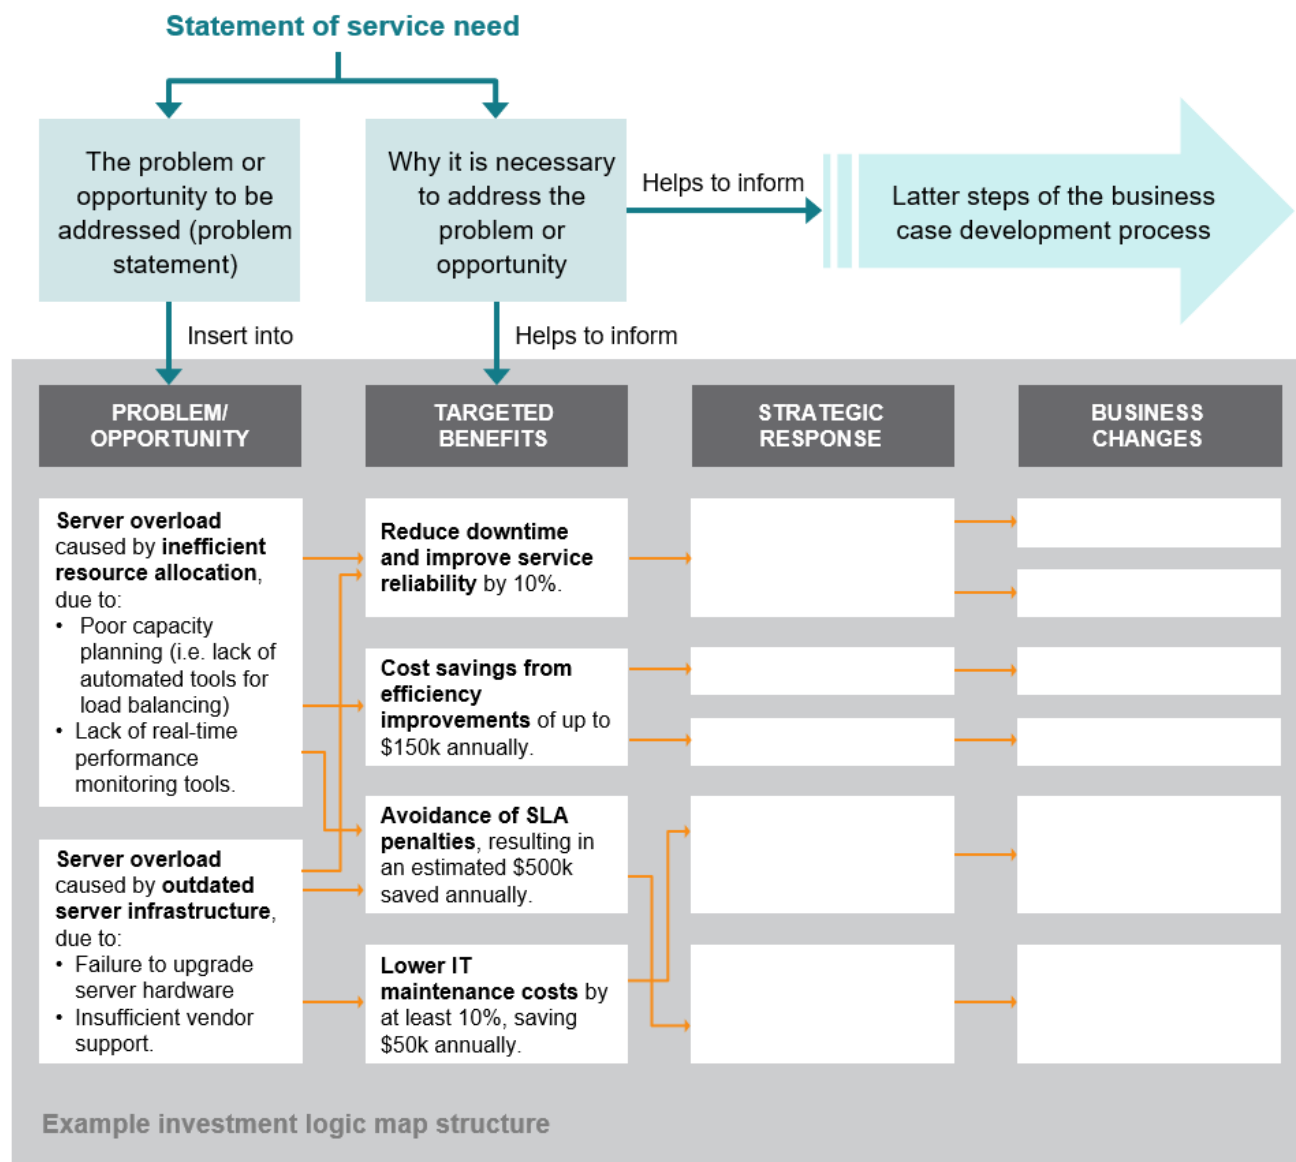 Statement of service need
The problem or
opportunity to be
addressed (problem
statement)
Why it is necessary
to address the
problem or
opportunity
Helps to inform
Latter steps of the business
case development process
Insert into
Helps to inform
PROBLEM/
OPPORTUNITY
TARGETED
BENEFITS
STRATEGIC
RESPONSE
BUSINESS
CHANGES
Server overload
caused by inefficient
resource allocation,
due to:
• Poor capacity
planning (i.e. lack of
automated tools for
load balancing)
• Lack of real-time
performance
monitoring tools.
Server overload
caused by outdated
server infrastructure,
due to:
• Failure to upgrade
server hardware
• Insufficient vendor
support.
Reduce downtime
and improve service
reliability by 10%.
Cost savings from
efficiency
improvements of up to
$150k annually.
Avoidance of SLA
penalties, resulting in
an estimated $500k
saved annually.
Lower IT
maintenance costs by
at least 10%, saving
$50k annually.
Example investment logic map structure